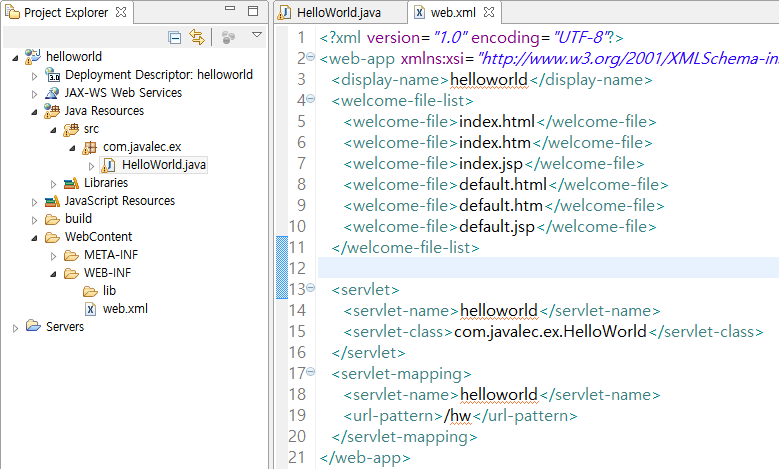 Project Explorer
helloworld
Deployment Descriptor: helloworld
3.0
JAX-WS Web Services
Java Resources
src
com.javalec.ex
HelloWorld.java
Libraries
JavaScript Resources
build
WebContent
META-INF
WEB-INF
lib
web.xml
Servers
HelloWorld.java
web.xml
1 <?xml version="1.0" encoding="UTF-8"?>
2 <web-app xmlns:xsi="http://www.w3.org/2001/XMLSchema-in
3 <display-name>helloworld</display-name>
4 <welcome-file-list>
5 <welcome-file>index.html</welcome-file>
6 <welcome-file>index.htm</welcome-file>
7 <welcome-file>index.jsp</welcome-file>
8 <welcome-file>default.html</welcome-file>
9 <welcome-file>default.htm</welcome-file>
10 <welcome-file>default.jsp</welcome-file>
11 </welcome-file-list>
12
13 <servlet>
14 <servlet-name>helloworld</servlet-name>
15 <servlet-class>com.javalec.ex.HelloWorld</servlet-class>
16 </servlet>
17 <servlet-mapping>
18 <servlet-name>helloworld</servlet-name>
19 <url-pattern>/hw</url-pattern>
20 </servlet-mapping>
21 </web-app>